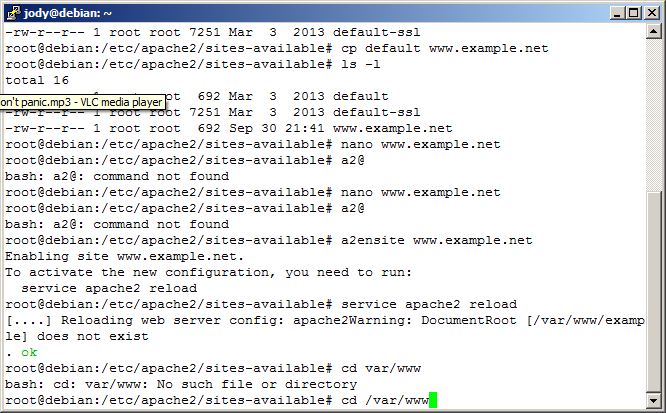 jody@debian: ~
-rw-r--r-- 1 root root 7251 Mar  3  2013 default-ssl
root@debian:/etc/apache2/sites-available# cp default www.example.net
root@debian:/etc/apache2/sites-available# ls -l
total 16
on't panic.mp3 - VLC media player
692 Mar  3  2013 default
-rw-r--r-- 1 root root 7251 Mar  3  2013 default-ssl
-rw-r--r-- 1 root root  692 Sep 30 21:41 www.example.net
root@debian:/etc/apache2/sites-available# nano www.example.net
root@debian:/etc/apache2/sites-available# a2@
bash: a2@: command not found
root@debian:/etc/apache2/sites-available# nano www.example.net
root@debian:/etc/apache2/sites-available# a2@
bash: a2@: command not found
root@debian:/etc/apache2/sites-available# a2ensite www.example.net
Enabling site www.example.net.
To activate the new configuration, you need to run:
  service apache2 reload
root@debian:/etc/apache2/sites-available# service apache2 reload
[....] Reloading web server config: apache2Warning: DocumentRoot [/var/www/examp
le] does not exist
. ok
root@debian:/etc/apache2/sites-available# cd var/www
bash: cd: var/www: No such file or directory
root@debian:/etc/apache2/sites-available# cd /var/www